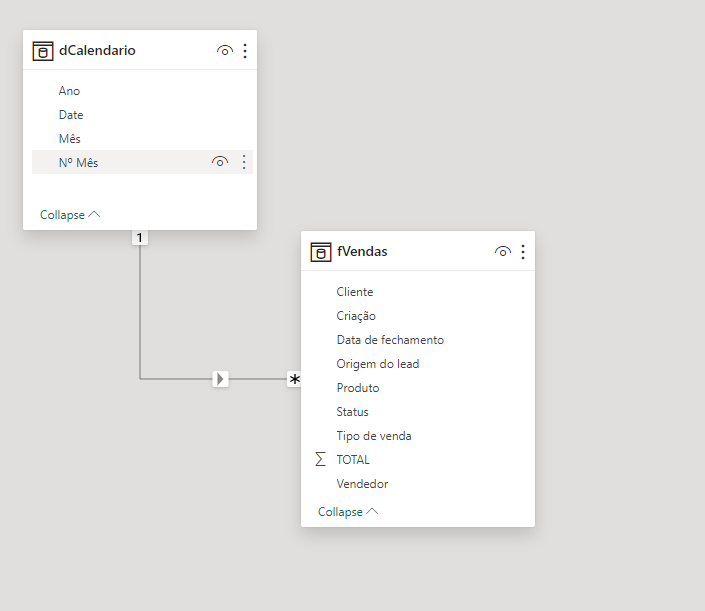 dCalendario
Ano
Date
Mês
Nº Mês
Collapse
1
*
fVendas
Cliente
Criação
Data de fechamento
Origem do lead
Produto
Status
Tipo de venda
∑ TOTAL
Vendedor
Collapse